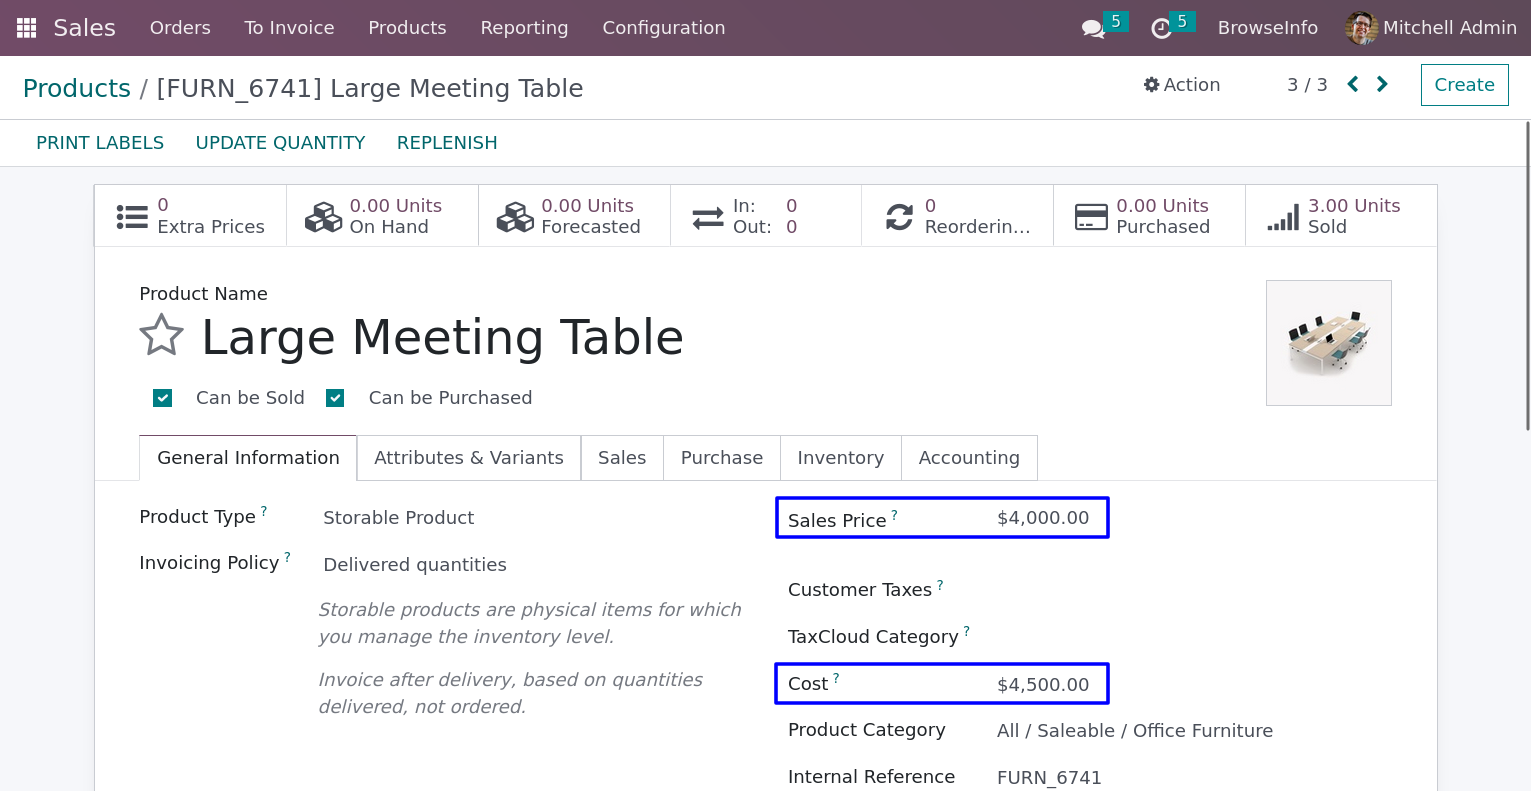 Sales Orders To Invoice Products Reporting Configuration 5 5 BrowseInfo Mitchell Admin
Products / [FURN_6741] Large Meeting Table Action 3 / 3 Create
PRINT LABELS UPDATE QUANTITY REPLENISH
0
Extra Prices
0.00 Units
On Hand
0.00 Units
Forecasted
In: 0
Out: 0
0
Reorderin...
0.00 Units
Purchased
3.00 Units
Sold
Product Name
Large Meeting Table
Can be Sold Can be Purchased
General Information Attributes & Variants Sales Purchase Inventory Accounting
Product Type ? Storable Product
Invoicing Policy ? Delivered quantities
Storable products are physical items for which
you manage the inventory level.
Invoice after delivery, based on quantities
delivered, not ordered.
Sales Price ? $4,000.00
Customer Taxes ?
TaxCloud Category ?
Cost ? $4,500.00
Product Category All / Saleable / Office Furniture
Internal Reference FURN_6741